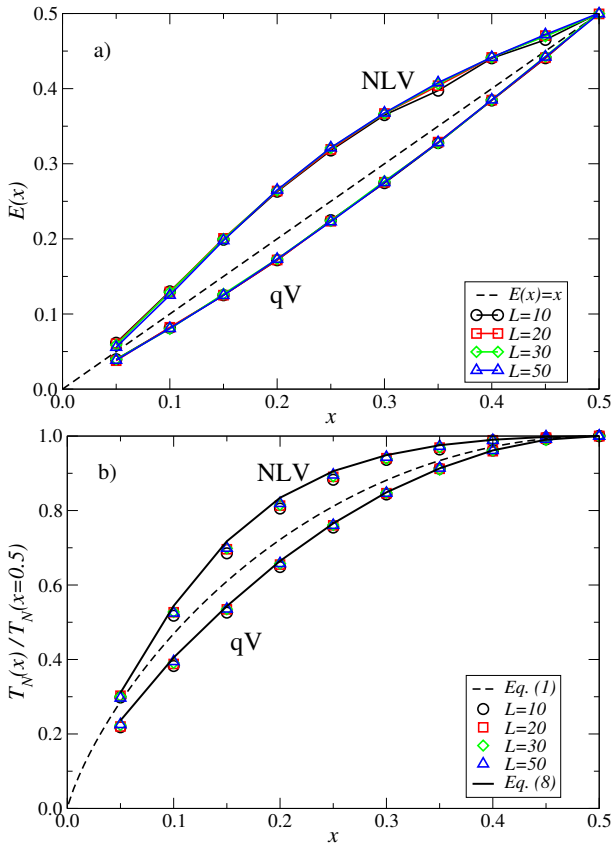 0.5
a)
NLV
0.4
0.3
E(x)
0.2
qV
E(x)=x
L=10
0.1
L=20
L=30
L=50
0.0
0.0 0.1 0.2 0.3 0.4 0.5
x
1.0
b)
NLV
0.8
0.6
T_N(x) / T_N(x=0.5)
qV
0.4
Eq. (1)
L=10
L=20
0.2
L=30
L=50
Eq. (8)
0.0
0.0 0.1 0.2 0.3 0.4 0.5
x